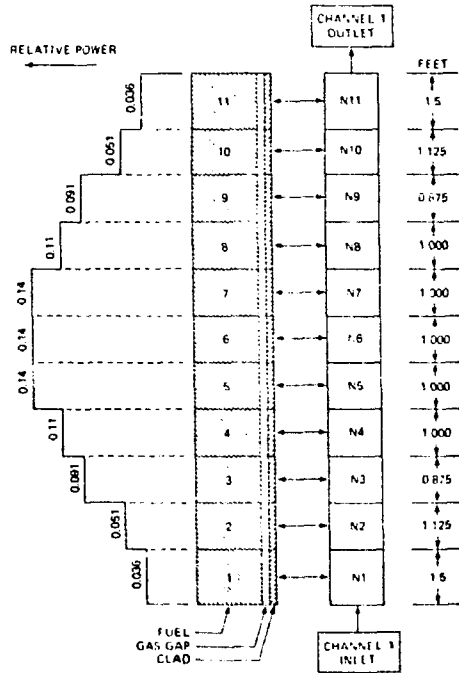 CHANNEL 1
OUTLET
RELATIVE POWER
FEET
0.036 11 N11 1.5
0.051 10 N10 1.125
0.091 9 N9 0.875
0.11 8 N8 1.000
0.14 7 N7 1.000
0.14 6 N6 1.000
0.14 5 N5 1.000
0.11 4 N4 1.000
0.091 3 N3 0.875
0.051 2 N2 1.125
0.036 1 N1 1.5
FUEL
GAS GAP
CLAD
CHANNEL 1
INLET